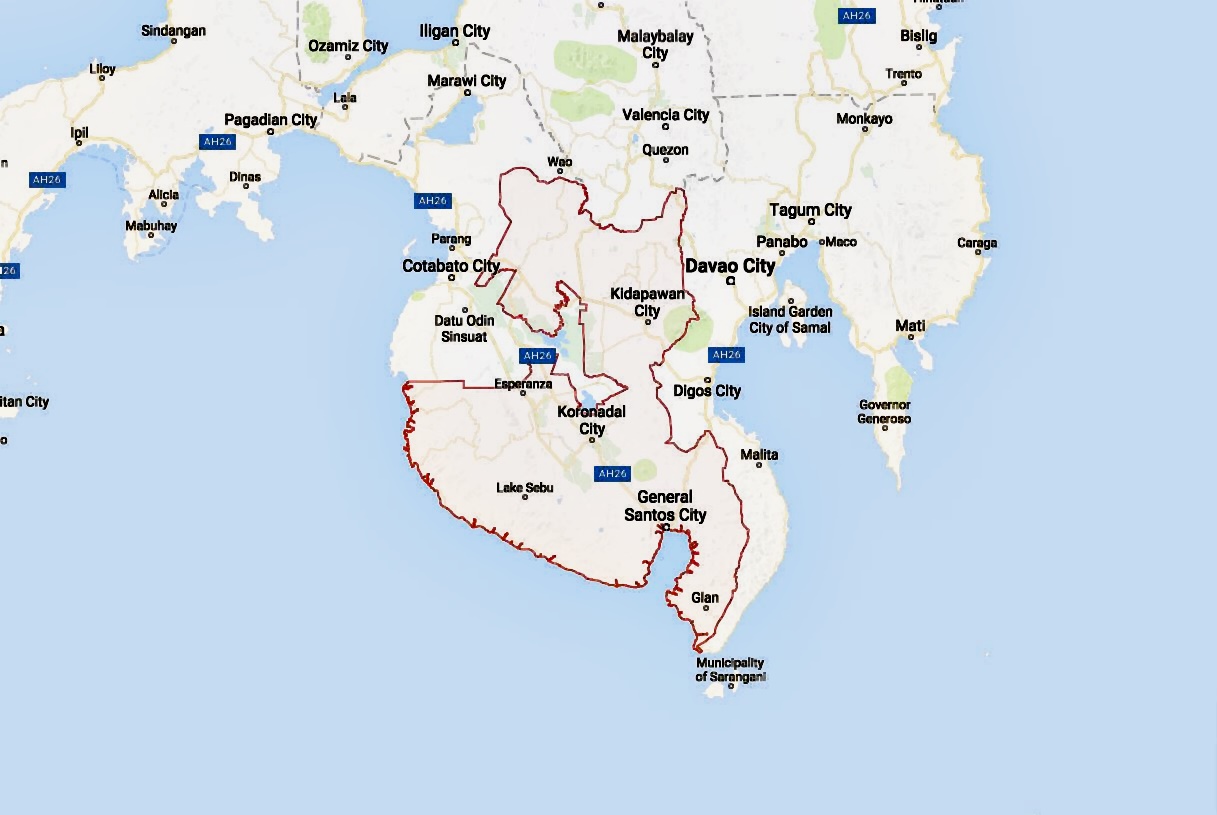 AH26
Sindangan
Iligan City
Ozamiz City
Malaybalay
City
Bislig
Liloy
Marawi City
Trento
Lala
Pagadian City
Valencia City
Monkayo
Ipil
AH26
Quezon
n
Wao
AH26
Dinas
Alicia
AH26
Tagum City
Mabuhay
Parang
Panabo
Maco
Caraga
Cotabato City
Davao City
26
Kidapawan
City
Island Garden
City of Samal
Datu Odin
Sinsuat
Mati
a
AH26
AH26
Esperanza
Digos City
itan City
Koronadal
City
Governor
Generoso
Malita
AH26
Lake Sebu
General
Santos City
Glan
Municipality
of Sarangani